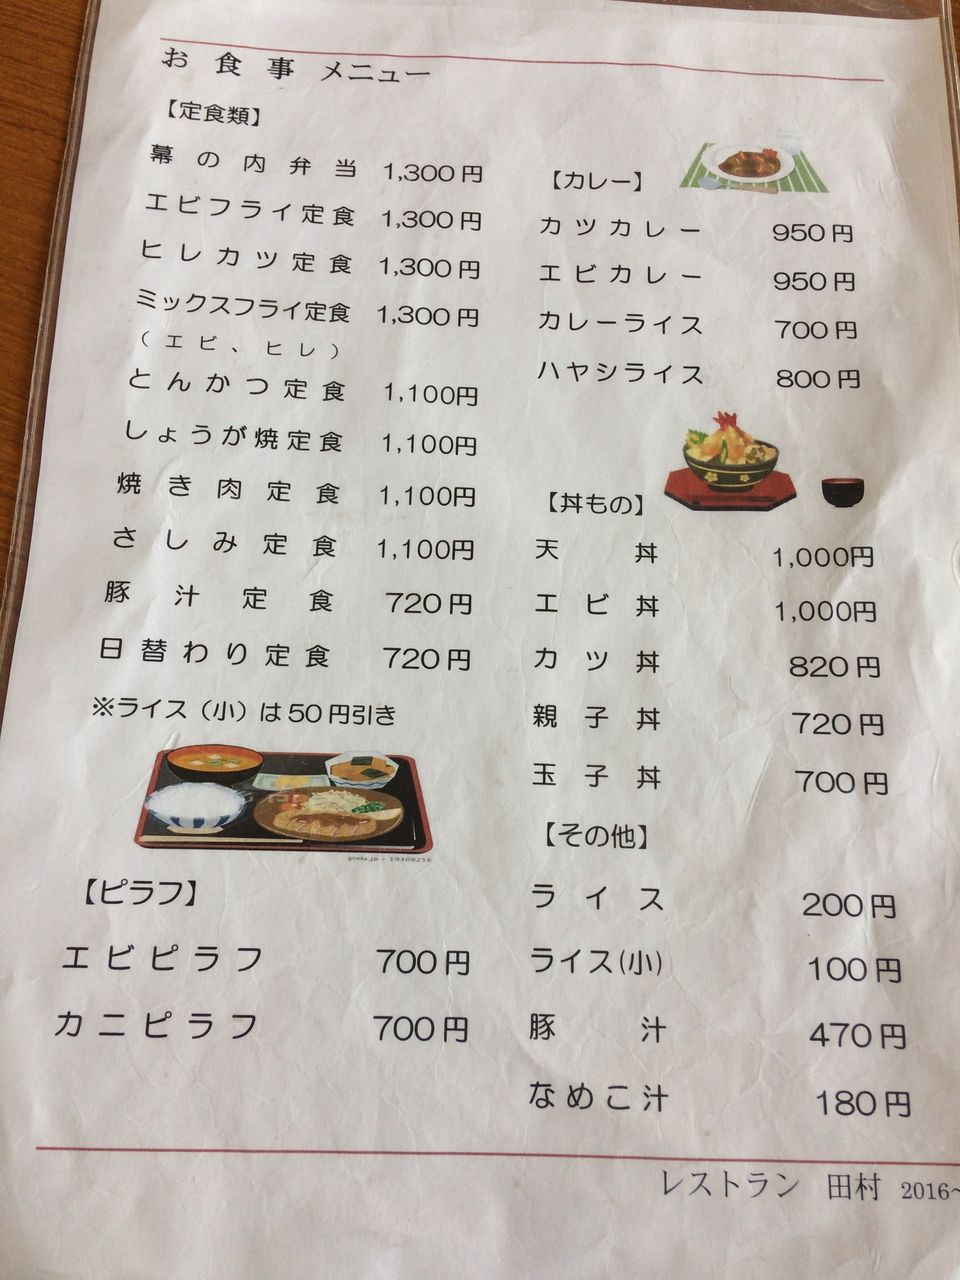 お食事 メニュー
【定食類】
幕の内弁当 1,300円
エビフライ定食 1,300円
ヒレカツ定食 1,300円
ミックスフライ定食 1,300円
(エビ、ヒレ)
とんかつ定食 1,100円
しょうが焼定食 1,100円
焼き肉定食 1,100円
さしみ定食 1,100円
豚汁定食 720円
日替わり定食 720円
※ライス(小)は50円引き
pixta.jp - 19308256
【ピラフ】
エビピラフ 700円
カニピラフ 700円
【カレー】
カツカレー 950円
エビカレー 950円
カレーライス 700円
ハヤシライス 800円
【丼もの】
天丼 1,000円
エビ丼 1,000円
カツ丼 820円
親子丼 720円
玉子丼 700円
【その他】
ライス 200円
ライス(小) 100円
豚汁 470円
なめこ汁 180円
レストラン 田村 2016~